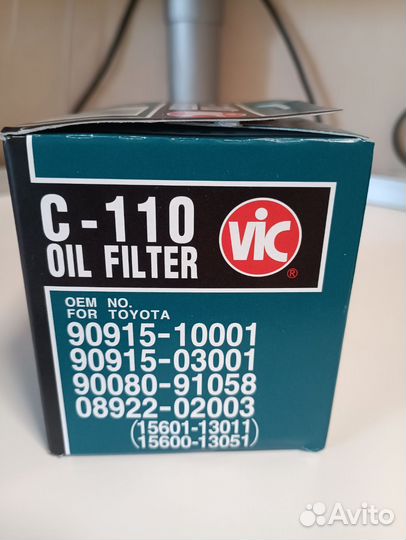 C-110
OIL FILTER
VIC
®
OEM NO.
FOR TOYOTA
90915-10001
90915-03001
90080-91058
08922-02003
(15601-13011
15600-13051)
Avito